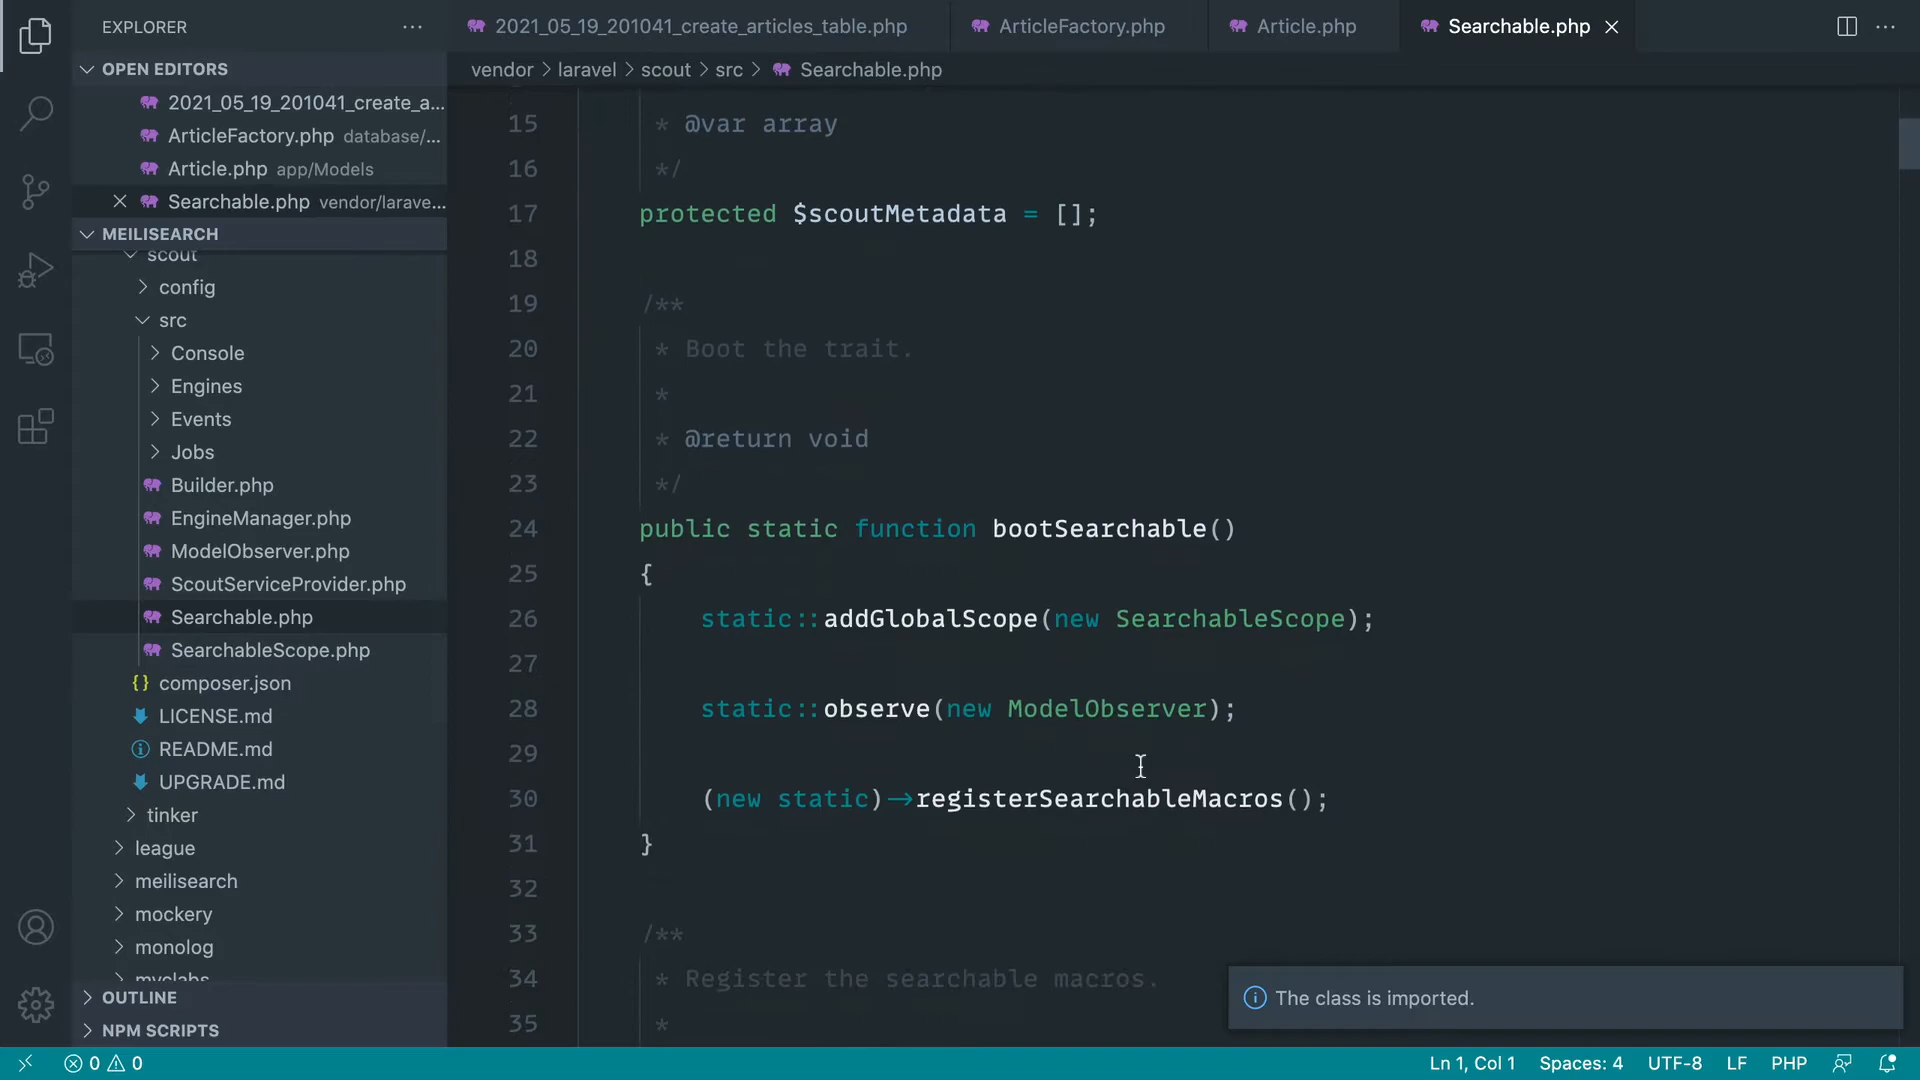 EXPLORER
OPEN EDITORS
2021_05_19_201041_create_a...
ArticleFactory.php database/...
Article.php app/Models
Searchable.php vendor/larave...
MEILISEARCH
scout
config
src
Console
Engines
Events
Jobs
Builder.php
EngineManager.php
ModelObserver.php
ScoutServiceProvider.php
Searchable.php
SearchableScope.php
composer.json
LICENSE.md
README.md
UPGRADE.md
tinker
league
meilisearch
mockery
monolog
myclabs
OUTLINE
NPM SCRIPTS
2021_05_19_201041_create_articles_table.php
ArticleFactory.php
Article.php
Searchable.php
vendor > laravel > scout > src > Searchable.php
15 * @var array
16 */
17 protected $scoutMetadata = [];
18
19 /**
20 * Boot the trait.
21 *
22 * @return void
23 */
24 public static function bootSearchable()
25 {
26 static::addGlobalScope(new SearchableScope);
27
28 static::observe(new ModelObserver);
29
30 (new static)->registerSearchableMacros();
31 }
32
33 /**
34 * Register the searchable macros.
35 *
The class is imported.
0 0
Ln 1, Col 1 Spaces: 4 UTF-8 LF PHP